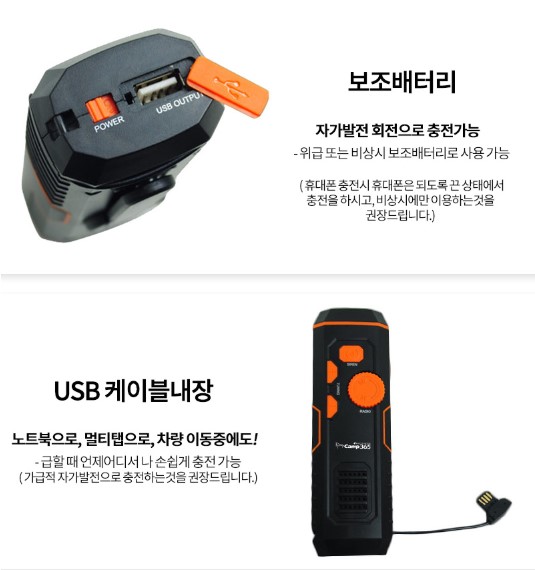 보조배터리
POWER
USB OUTPUT
자가발전 회전으로 충전가능
- 위급 또는 비상시 보조배터리로 사용 가능
( 휴대폰 충전시 휴대폰은 되도록 끈 상태에서
충전을 하시고, 비상시에만 이용하는것을
권장드립니다.)
USB 케이블내장
노트북으로, 멀티탭으로, 차량 이동중에도!
- 급할 때 언제어디서 나 손쉽게 충전 가능
( 가급적 자가발전으로 충전하는것을 권장드립니다.)
RADIO
Camp365